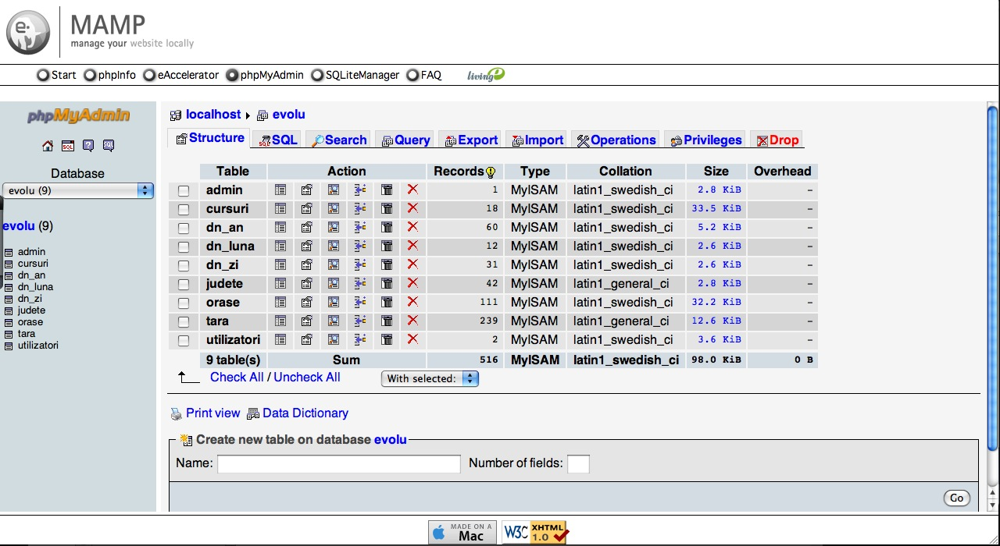 MAMP
manage your website locally
Start phpInfo eAccelerator phpMyAdmin SQLiteManager FAQ living e
phpMyAdmin
Database
evolu (9)
evolu (9)
admin
cursuri
dn_an
dn_luna
dn_zi
judete
orase
tara
utilizatori
localhost evolu
Structure SQL Search Query Export Import Operations Privileges Drop
Table Action Records Type Collation Size Overhead
admin 1 MyISAM latin1_swedish_ci 2.8 KiB –
cursuri 18 MyISAM latin1_swedish_ci 33.5 KiB –
dn_an 60 MyISAM latin1_swedish_ci 5.2 KiB –
dn_luna 12 MyISAM latin1_swedish_ci 2.6 KiB –
dn_zi 31 MyISAM latin1_swedish_ci 2.6 KiB –
judete 42 MyISAM latin1_general_ci 2.8 KiB –
orase 111 MyISAM latin1_swedish_ci 32.2 KiB –
tara 239 MyISAM latin1_general_ci 12.6 KiB –
utilizatori 2 MyISAM latin1_swedish_ci 3.6 KiB –
9 table(s) Sum 516 MyISAM latin1_swedish_ci 98.0 KiB 0 B
Check All / Uncheck All With selected:
Print view Data Dictionary
Create new table on database evolu
Name: Number of fields:
Go
MADE ON A
Mac
W3C XHTML
1.0